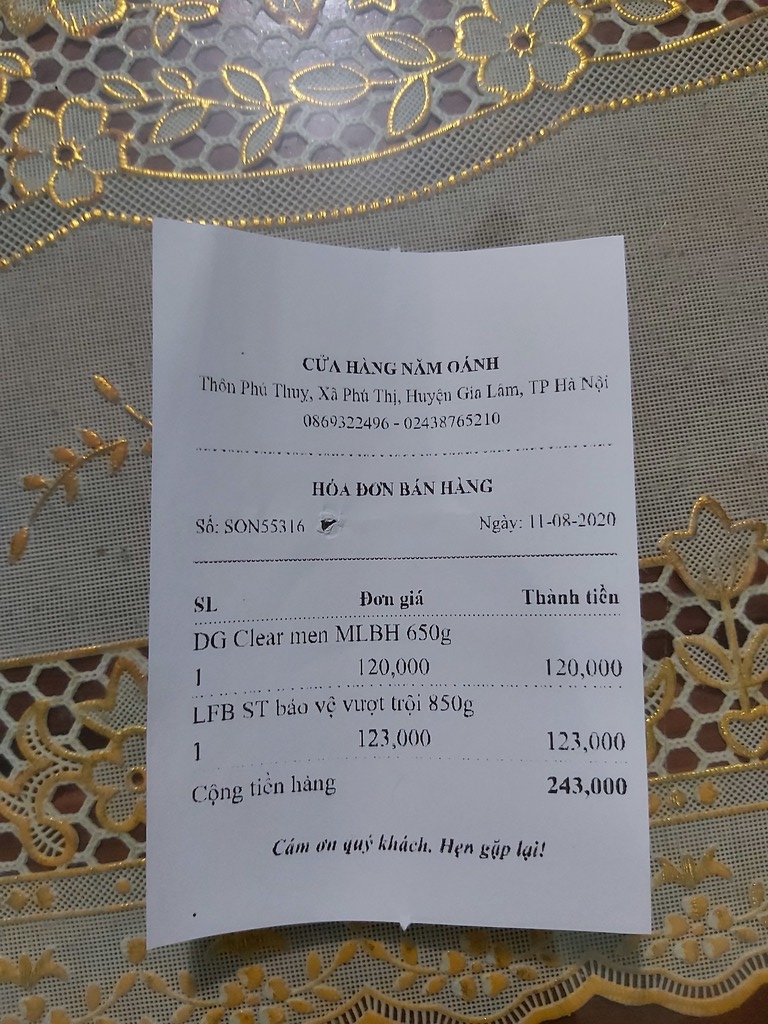 CỬA HÀNG NĂM OÁNH
Thôn Phú Thụy, Xã Phú Thị, Huyện Gia Lâm, TP Hà Nội
0869322496 - 02438765210
HÓA ĐƠN BÁN HÀNG
Số: SON55316 Ngày: 11-08-2020
SL Đơn giá Thành tiền
DG Clear men MLBH 650g
1 120,000 120,000
LFB ST bảo vệ vượt trội 850g
1 123,000 123,000
Cộng tiền hàng 243,000
Cám ơn quý khách. Hẹn gặp lại!